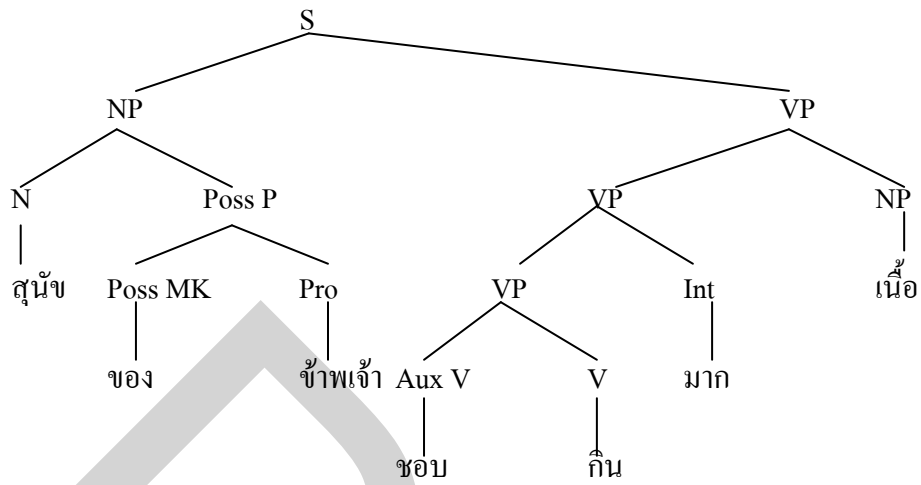 S
NP VP
N Poss P VP NP
สุนัข Poss MK Pro VP Int เนื้อ
ของ ข้าพเจ้า Aux V V มาก
ชอบ กิน